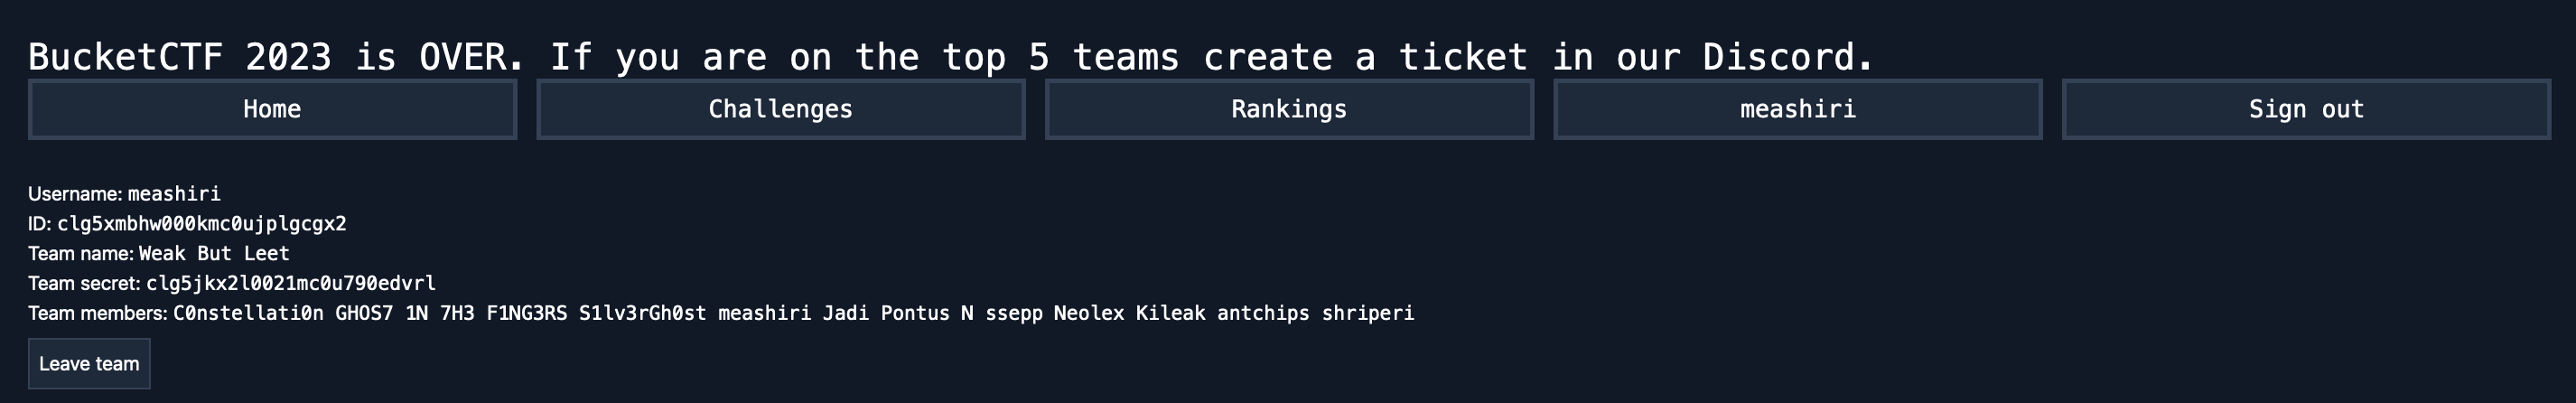 BucketCTF 2023 is OVER. If you are on the top 5 teams create a ticket in our Discord.
Home Challenges Rankings meashiri Sign out
Username: meashiri
ID: clg5xmbhw000kmc0ujplgcgx2
Team name: Weak But Leet
Team secret: clg5jkx2l0021mc0u790edvrl
Team members: C0nstellati0n GHOS7 1N 7H3 F1NG3RS S1lv3rGh0st meashiri Jadi Pontus N ssepp Neolex Kileak antchips shriperi
Leave team